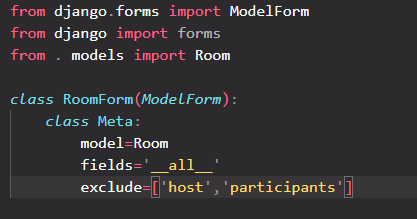 from django.forms import ModelForm
from django import forms
from . models import Room
class RoomForm(ModelForm):
class Meta:
model=Room
fields='__all__'
exclude=['host','participants']